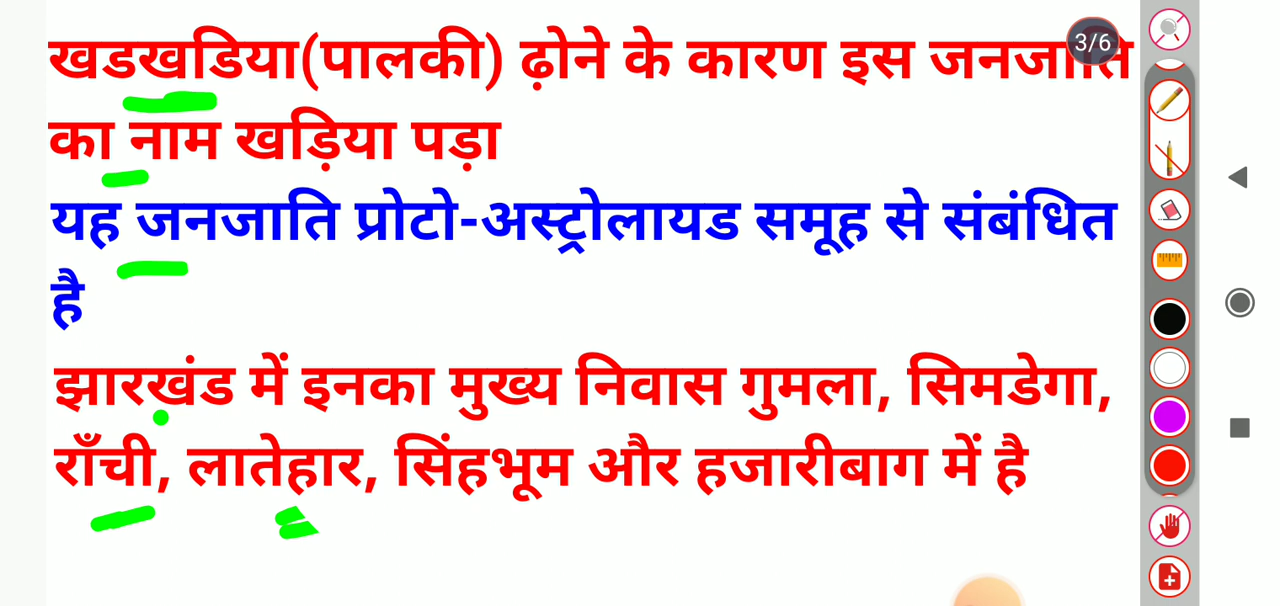 खडखडिया(पालकी) ढ़ोने के कारण इस जनजाति
का नाम खड़िया पड़ा
यह जनजाति प्रोटो-अस्ट्रोलायड समूह से संबंधित
है
झारखंड में इनका मुख्य निवास गुमला, सिमडेगा,
राँची, लातेहार, सिंहभूम और हजारीबाग में है
3/6